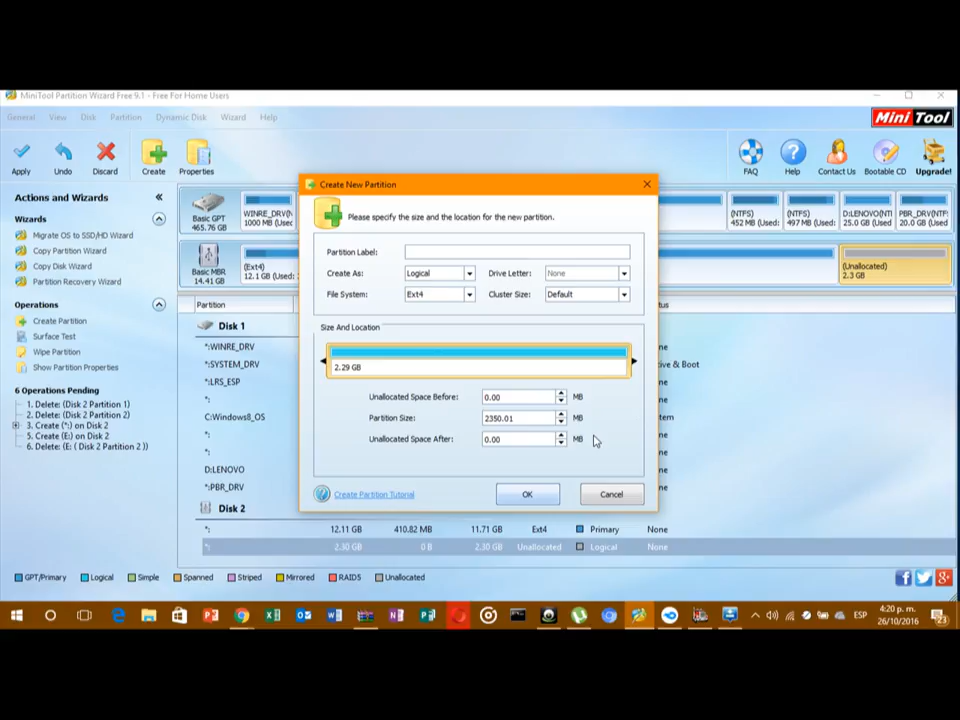 MiniTool Partition Wizard Free 9.1 - Free For Home Users
General View Disk Partition Dynamic Disk Wizard Help
Mini Tool
Apply Undo Discard Create Properties FAQ Help Contact Us Bootable CD Upgrade!
Actions and Wizards
Wizards
Migrate OS to SSD/HD Wizard
Copy Partition Wizard
Copy Disk Wizard
Partition Recovery Wizard
Operations
Create Partition
Surface Test
Wipe Partition
Show Partition Properties
6 Operations Pending
1. Delete: (Disk 2 Partition 1)
2. Delete: (Disk 2 Partition 2)
3. Create (*:) on Disk 2
5. Create (E:) on Disk 2
6. Delete: (E: ( Disk 2 Partition 2 ))
Basic GPT
465.76 GB
WINRE_DRV(N
1000 MB (Used:
(NTFS)
452 MB (Used:
(NTFS)
497 MB (Used:
D:LENOVO(NTI
25.0 GB (Used
PBR_DRV(NTF:
20.0 GB (Used
Basic MBR
14.41 GB
(Ext4)
12.1 GB (Used:
(Unallocated)
2.3 GB
Partition
Disk 1
*:WINRE_DRV
*:SYSTEM_DRV
*:LRS_ESP
*:
C:Windows8_OS
*:
*:
D:LENOVO
*:PBR_DRV
Disk 2
*: 12.11 GB 410.82 MB 11.71 GB Ext4 Primary None
*: 2.30 GB 0 B 2.30 GB Unallocated Logical None
Create New Partition
Please specify the size and the location for the new partition.
Partition Label:
Create As: Logical Drive Letter: None
File System: Ext4 Cluster Size: Default
Size And Location
2.29 GB
Unallocated Space Before: 0.00 MB
Partition Size: 2350.01 MB
Unallocated Space After: 0.00 MB
Create Partition Tutorial
OK Cancel
GPT/Primary Logical Simple Spanned Striped Mirrored RAID5 Unallocated
ESP
4:20 p. m.
26/10/2016
23